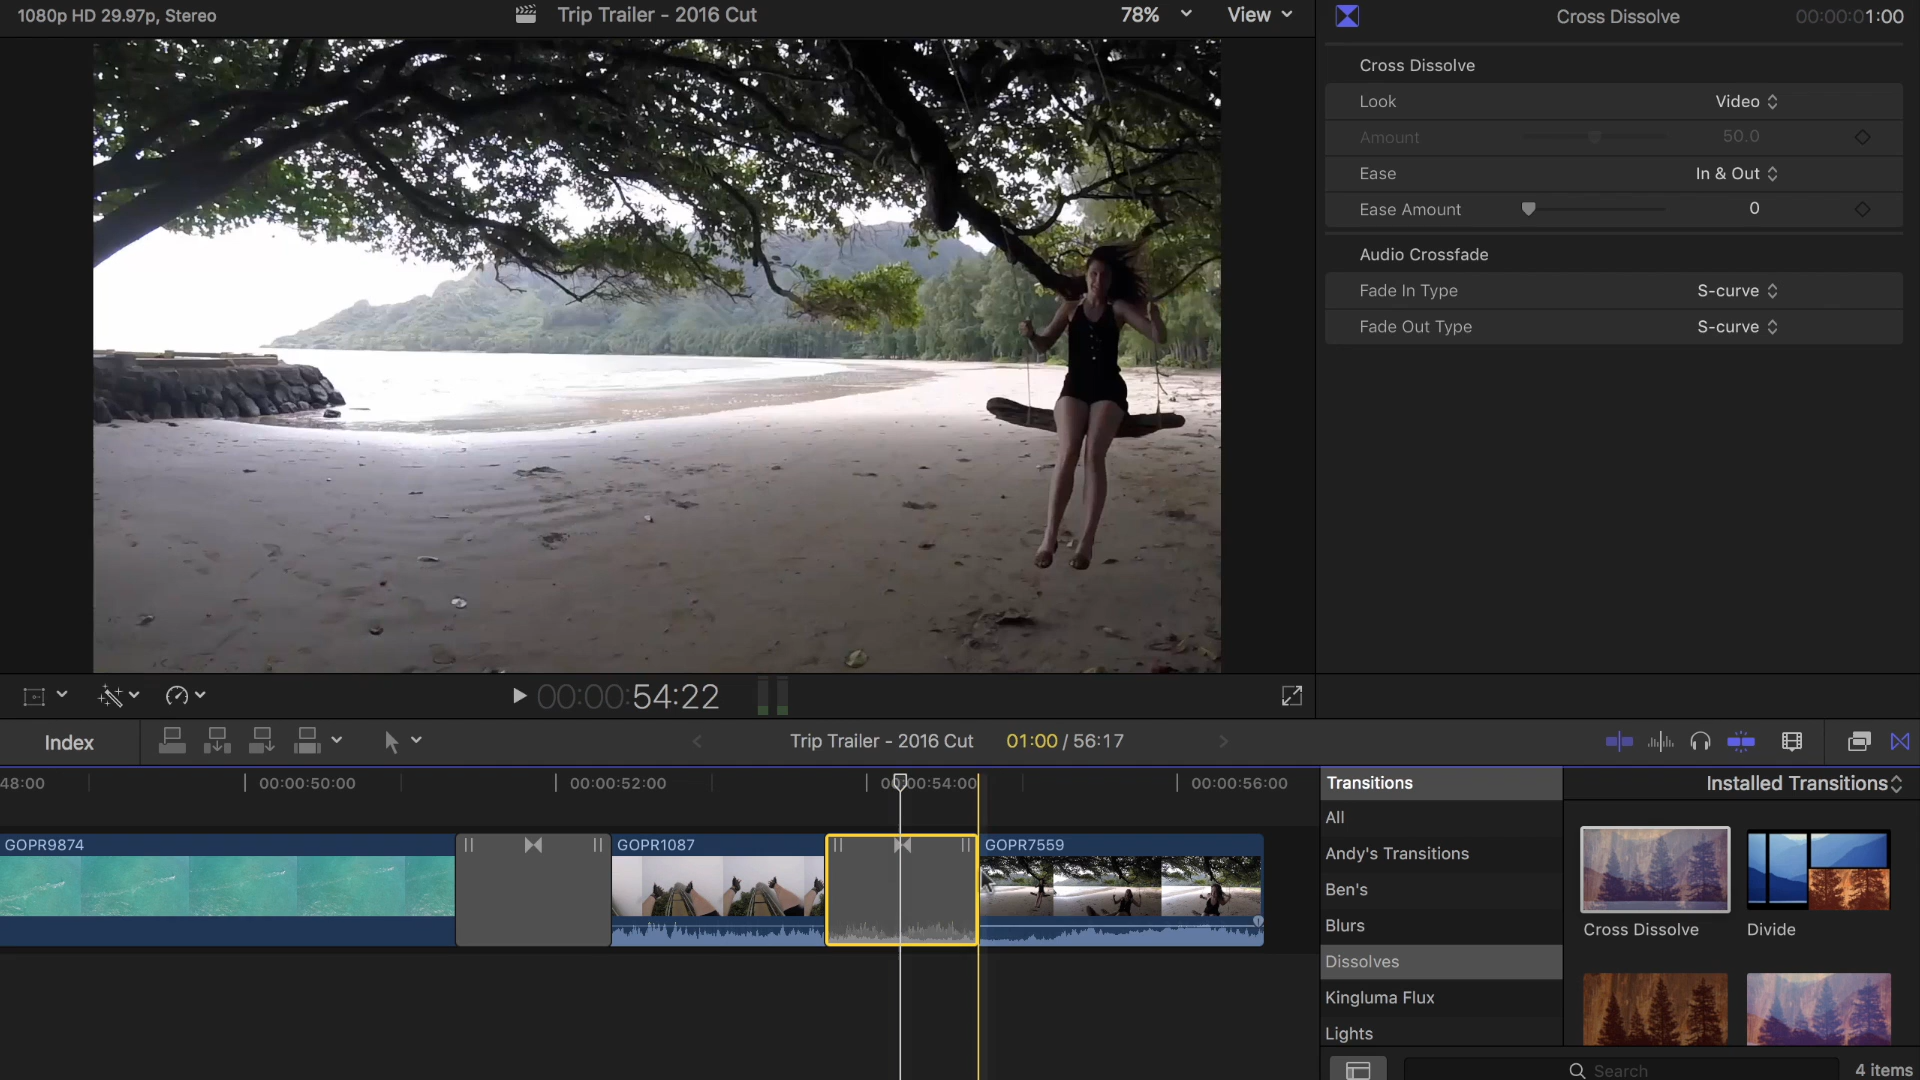 1080p HD 29.97p, Stereo
Trip Trailer - 2016 Cut
78%
View
Cross Dissolve
00:00:01:00
Cross Dissolve
Look
Video
Amount
50.0
Ease
In & Out
Ease Amount
0
Audio Crossfade
Fade In Type
S-curve
Fade Out Type
S-curve
00:00:54:22
Index
Trip Trailer - 2016 Cut
01:00 / 56:17
48:00
00:00:50:00
00:00:52:00
00:00:54:00
00:00:56:00
GOPR9874
GOPR1087
GOPR7559
Transitions
Installed Transitions
All
Andy's Transitions
Ben's
Blurs
Dissolves
Kingluma Flux
Lights
Cross Dissolve
Divide
Search
4 items